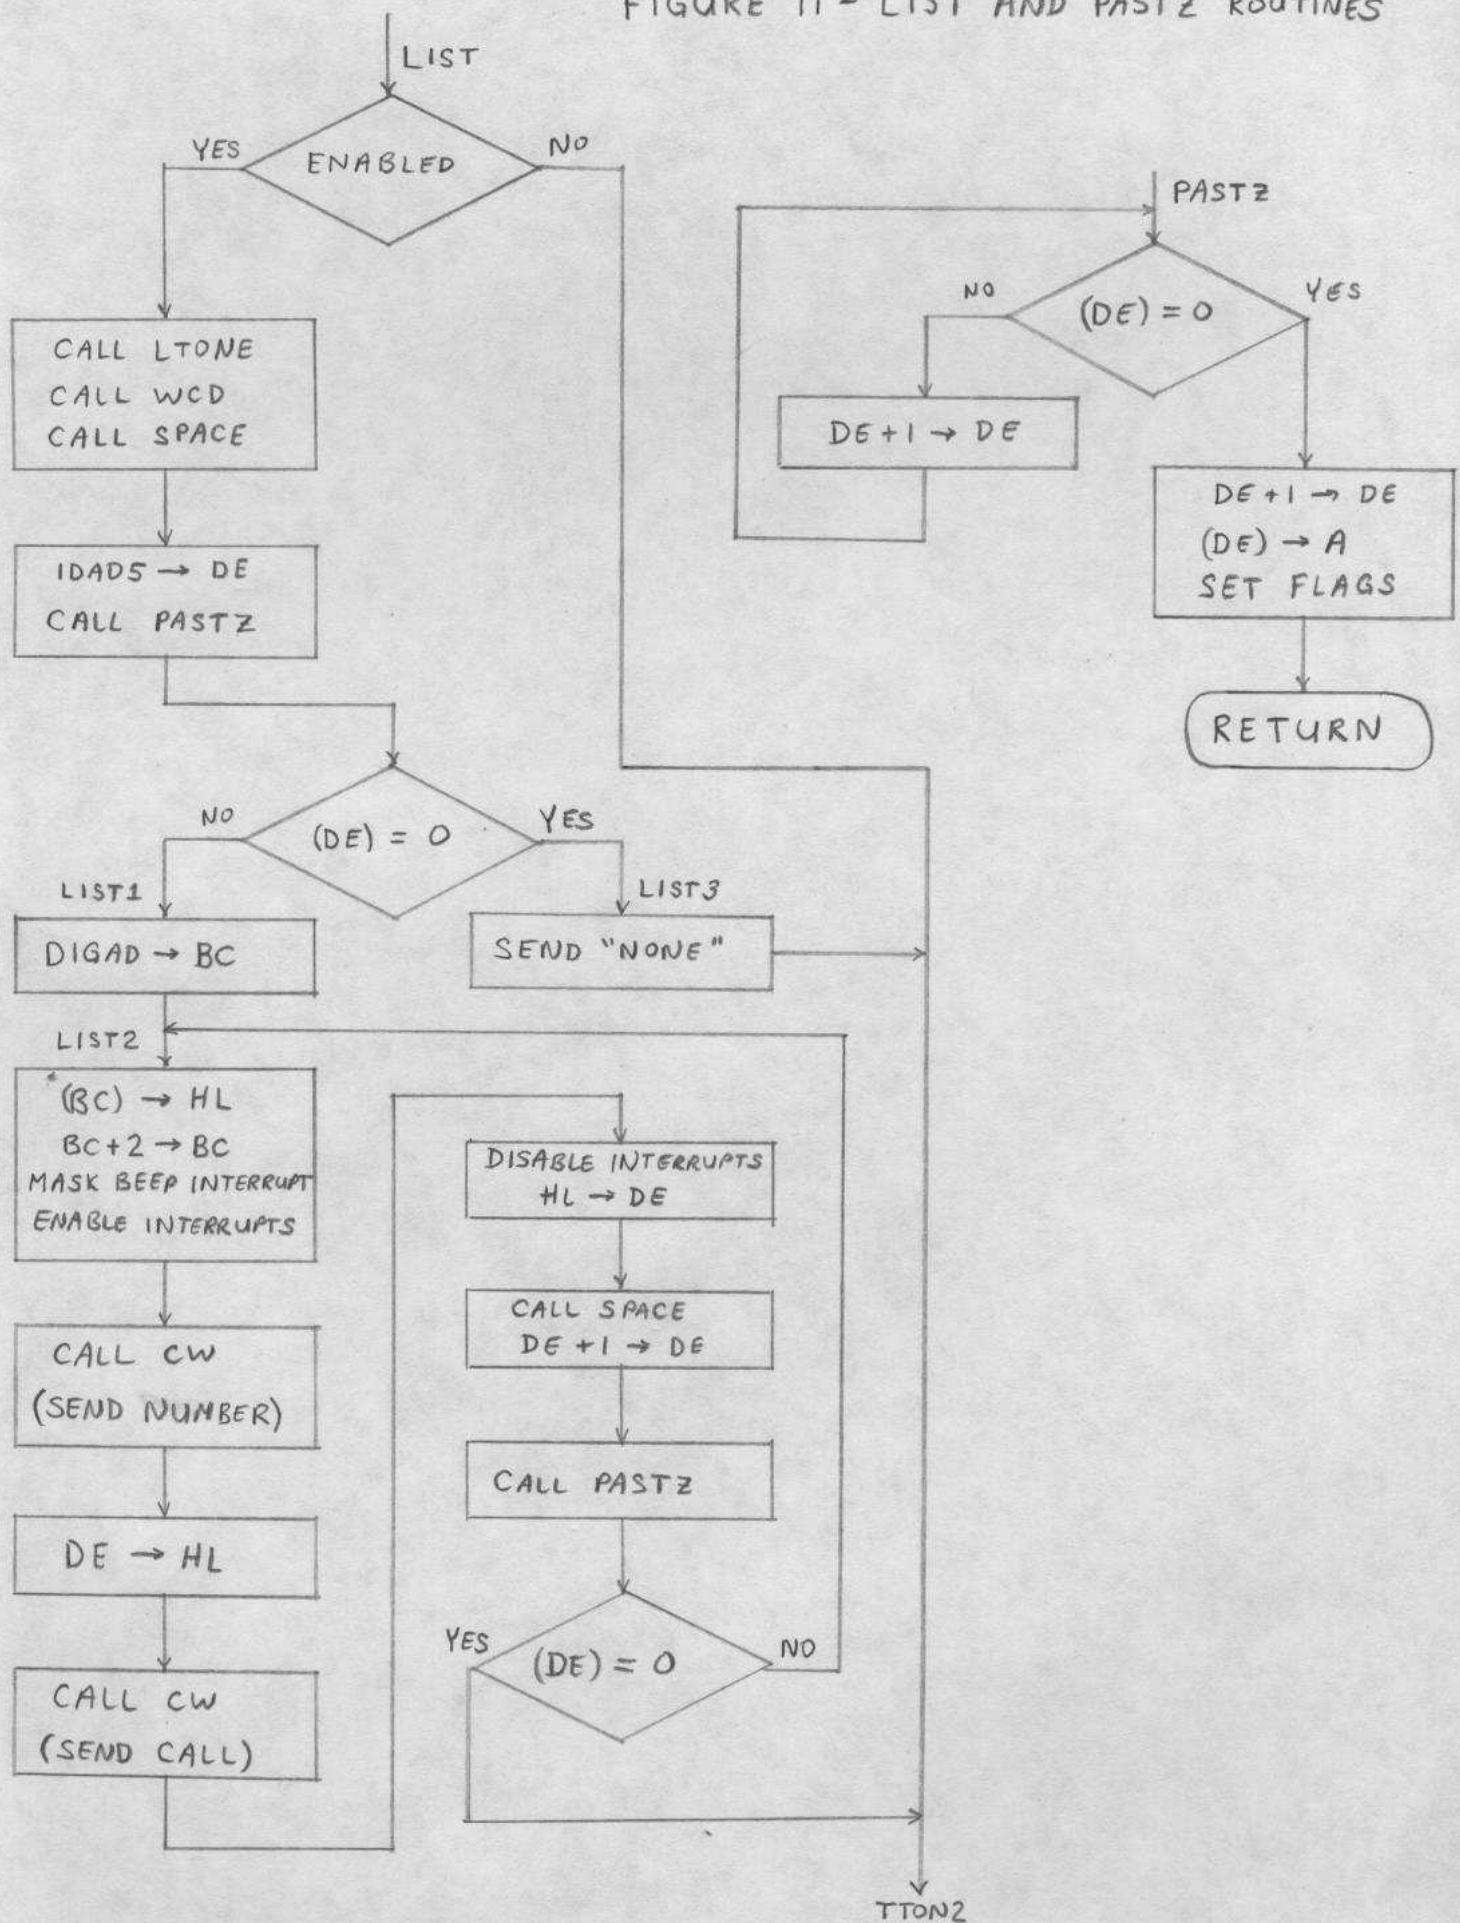 FIGURE 11 - LIST AND PASTZ ROUTINES
LIST
YES
ENABLED
NO
CALL LTONE
CALL WCD
CALL SPACE
IDAD5 → DE
CALL PASTZ
NO
(DE) = 0
YES
LIST1
DIGAD → BC
LIST3
SEND "NONE"
LIST2
(BC) → HL
BC+2 → BC
MASK BEEP INTERRUPT
ENABLE INTERRUPTS
CALL CW
(SEND NUMBER)
DE → HL
CALL CW
(SEND CALL)
DISABLE INTERRUPTS
HL → DE
CALL SPACE
DE +1 → DE
CALL PASTZ
YES
(DE) = 0
NO
TTON2
PASTZ
NO
(DE) = 0
YES
DE+1 → DE
DE+1 → DE
(DE) → A
SET FLAGS
RETURN